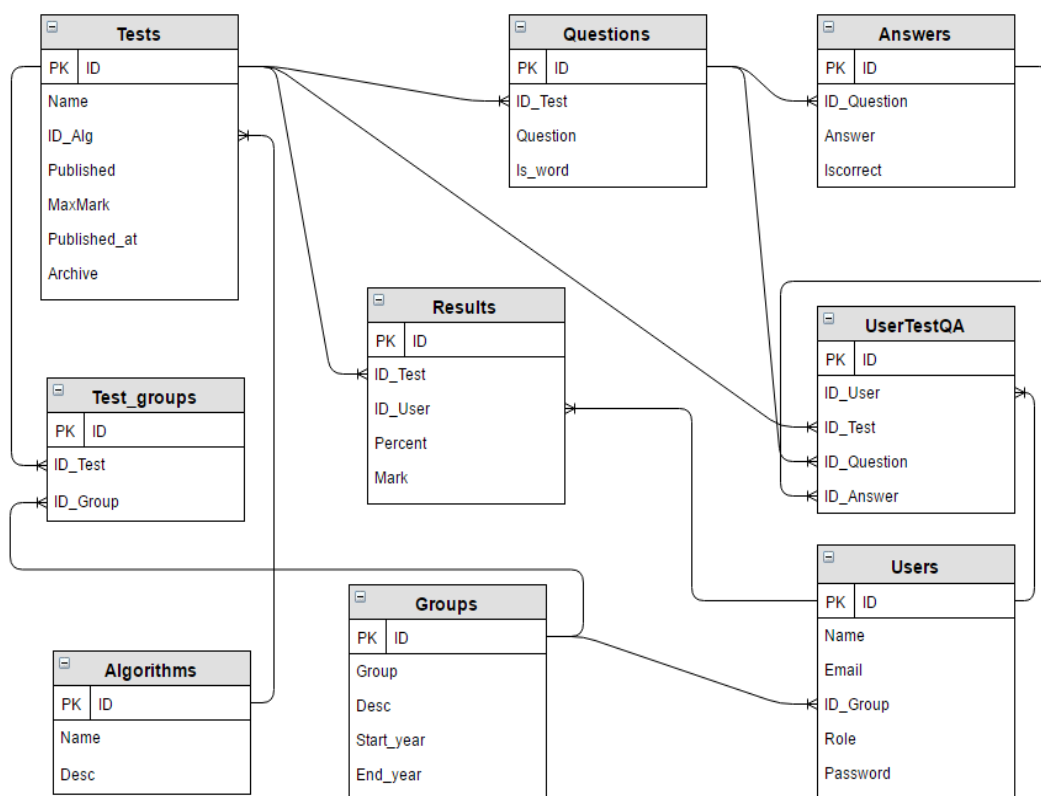 Tests
PK ID
Name
ID_Alg
Published
MaxMark
Published_at
Archive
Questions
PK ID
ID_Test
Question
Is_word
Answers
PK ID
ID_Question
Answer
Iscorrect
Results
PK ID
ID_Test
ID_User
Percent
Mark
UserTestQA
PK ID
ID_User
ID_Test
ID_Question
ID_Answer
Test_groups
PK ID
ID_Test
ID_Group
Groups
PK ID
Group
Desc
Start_year
End_year
Users
PK ID
Name
Email
ID_Group
Role
Password
Algorithms
PK ID
Name
Desc